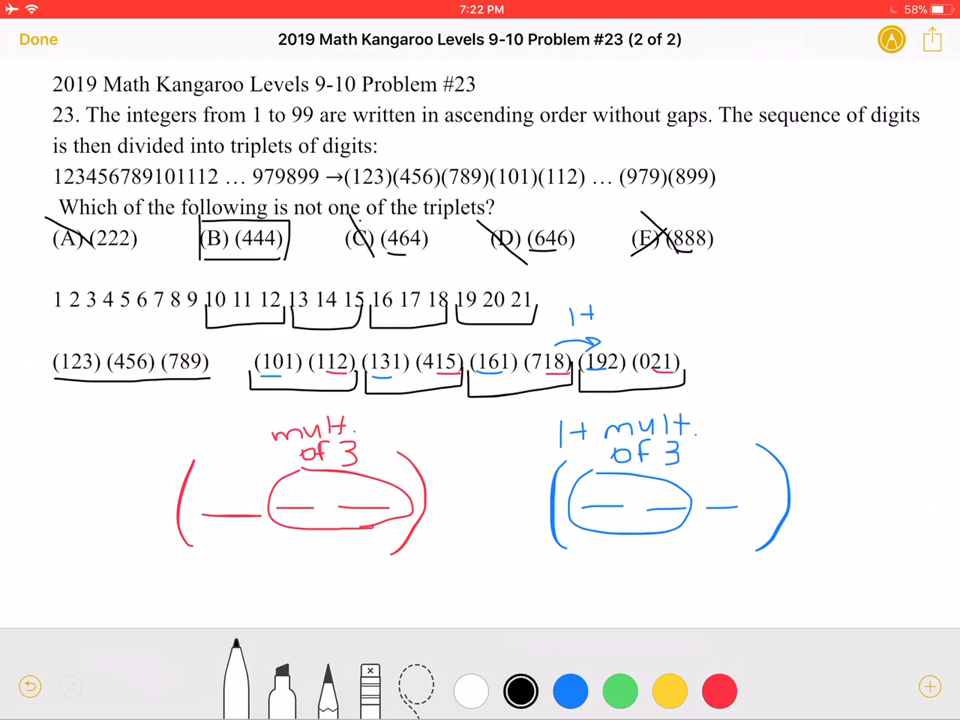 7:22 PM
58%
Done
2019 Math Kangaroo Levels 9-10 Problem #23 (2 of 2)
2019 Math Kangaroo Levels 9-10 Problem #23
23. The integers from 1 to 99 are written in ascending order without gaps. The sequence of digits
is then divided into triplets of digits:
123456789101112 … 979899 →(123)(456)(789)(101)(112) … (979)(899)
Which of the following is not one of the triplets?
(A) (222) (B) (444) (C) (464) (D) (646) (E) (888)
1 2 3 4 5 6 7 8 9 10 11 12 13 14 15 16 17 18 19 20 21
1+
(123) (456) (789) (101) (112) (131) (415) (161) (718) (192) (021)
mult.
of 3
1+ mult.
of 3